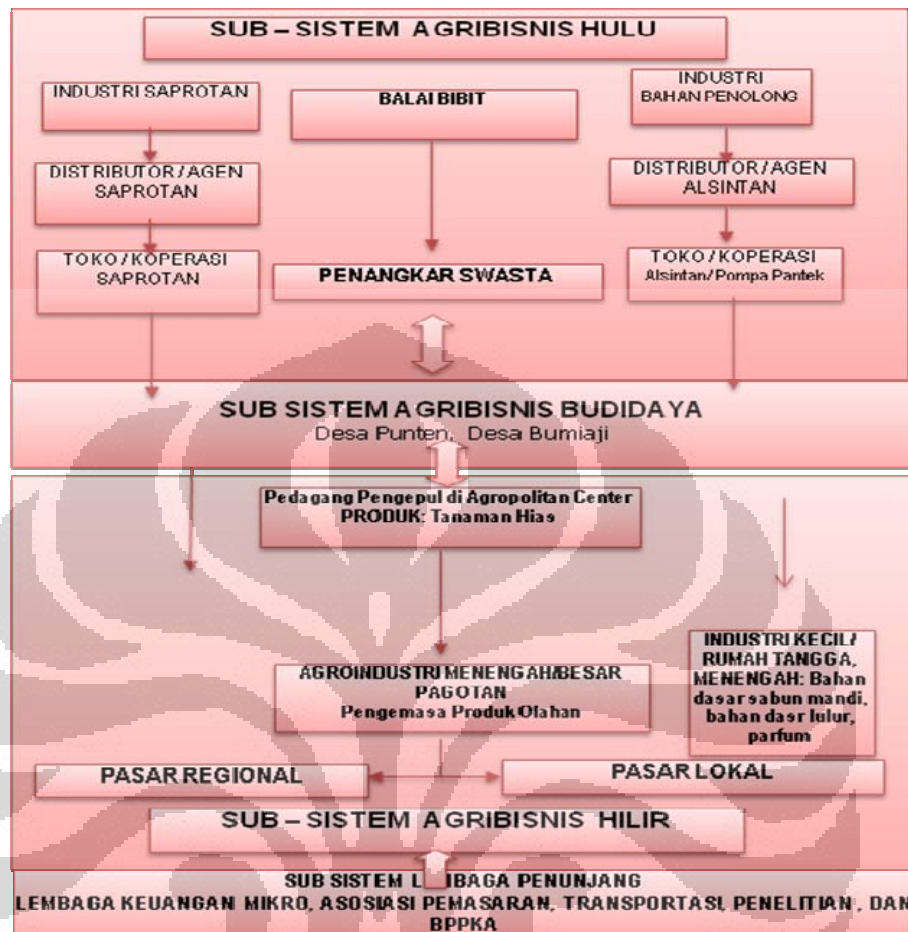 SUB – SISTEM AGRIBISNIS HULU
INDUSTRI SAPROTAN
BALAI BIBIT
INDUSTRI
BAHAN PENOLONG
DISTRIBUTOR / AGEN
SAPROTAN
DISTRIBUTOR / AGEN
ALSINTAN
TOKO / KOPERASI
SAPROTAN
PENANGKAR SWASTA
TOKO / KOPERASI
Alsintan/ Pompa Pantek
SUB SISTEM AGRIBISNIS BUDIDAYA
Desa Punten, Desa Bumiaji
Pedagang Pengepul di Agropolitan Center
PRODUK: Tanaman Hias
AGROINDUSTRI MENENGAH/BESAR
PAGOTAN
Pengemasa Produk Olahan
INDUSTRI KECIL/
RUMAH TANGGA,
MENENGAH: Bahan
dasar sabun mandi,
bahan dasr lulur,
parfum
PASAR REGIONAL
PASAR LOKAL
SUB – SISTEM AGRIBISNIS HILIR
SUB SISTEM LEMBAGA PENUNJANG
LEMBAGA KEUANGAN MIKRO, ASOSIASI PEMASARAN, TRANSPORTASI, PENELITIAN , DAN
BPPKA